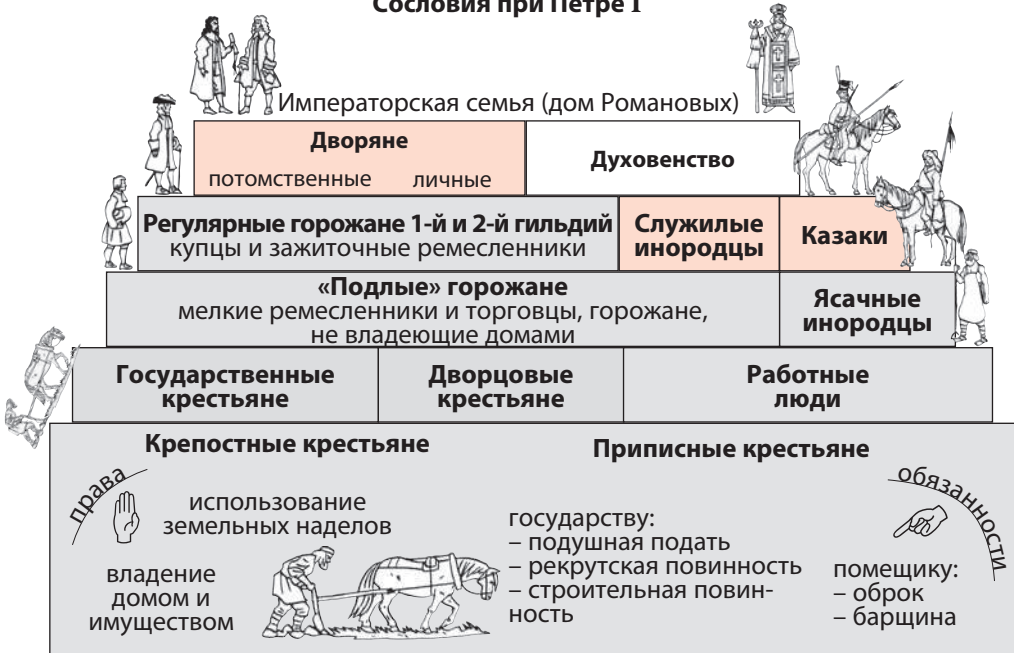 Сословия при Петре I
Императорская семья (дом Романовых)
Дворяне
потомственные личные
Духовенство
Регулярные горожане 1-й и 2-й гильдий
купцы и зажиточные ремесленники
Служилые
инородцы
Казаки
«Подлые» горожане
мелкие ремесленники и торговцы, горожане,
не владеющие домами
Ясачные
инородцы
Государственные
крестьяне
Дворцовые
крестьяне
Работные
люди
Крепостные крестьяне
Приписные крестьяне
права
использование
земельных наделов
владение
домом и
имуществом
государству:
– подушная подать
– рекрутская повинность
– строительная повин-
ность
обязанности
помещику:
– оброк
– барщина